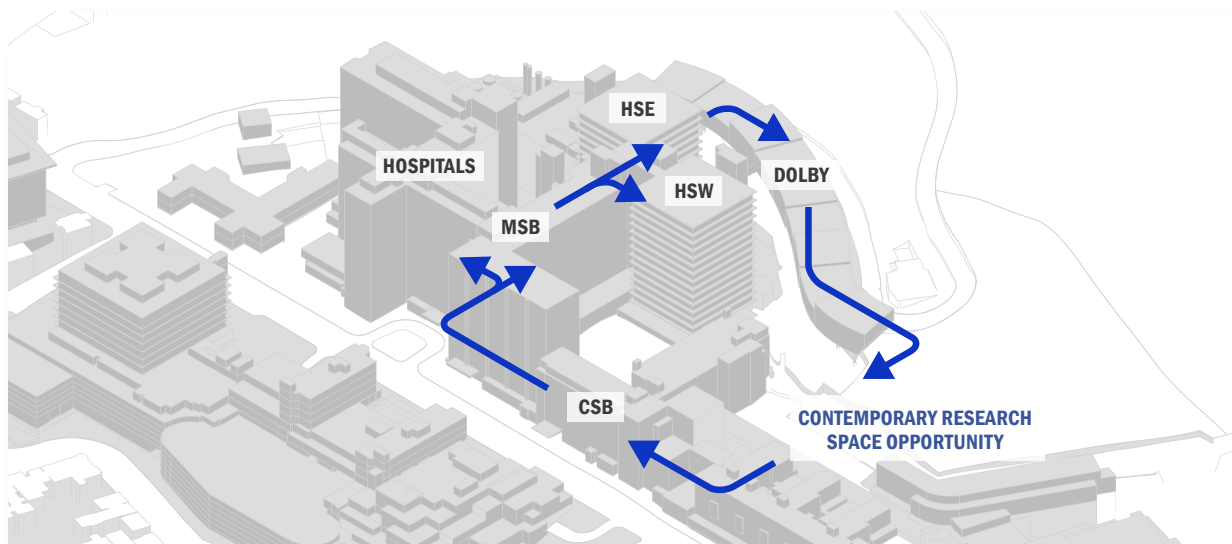 HSE
HOSPITALS
DOLBY
HSW
MSB
CSB
CONTEMPORARY RESEARCH
SPACE OPPORTUNITY